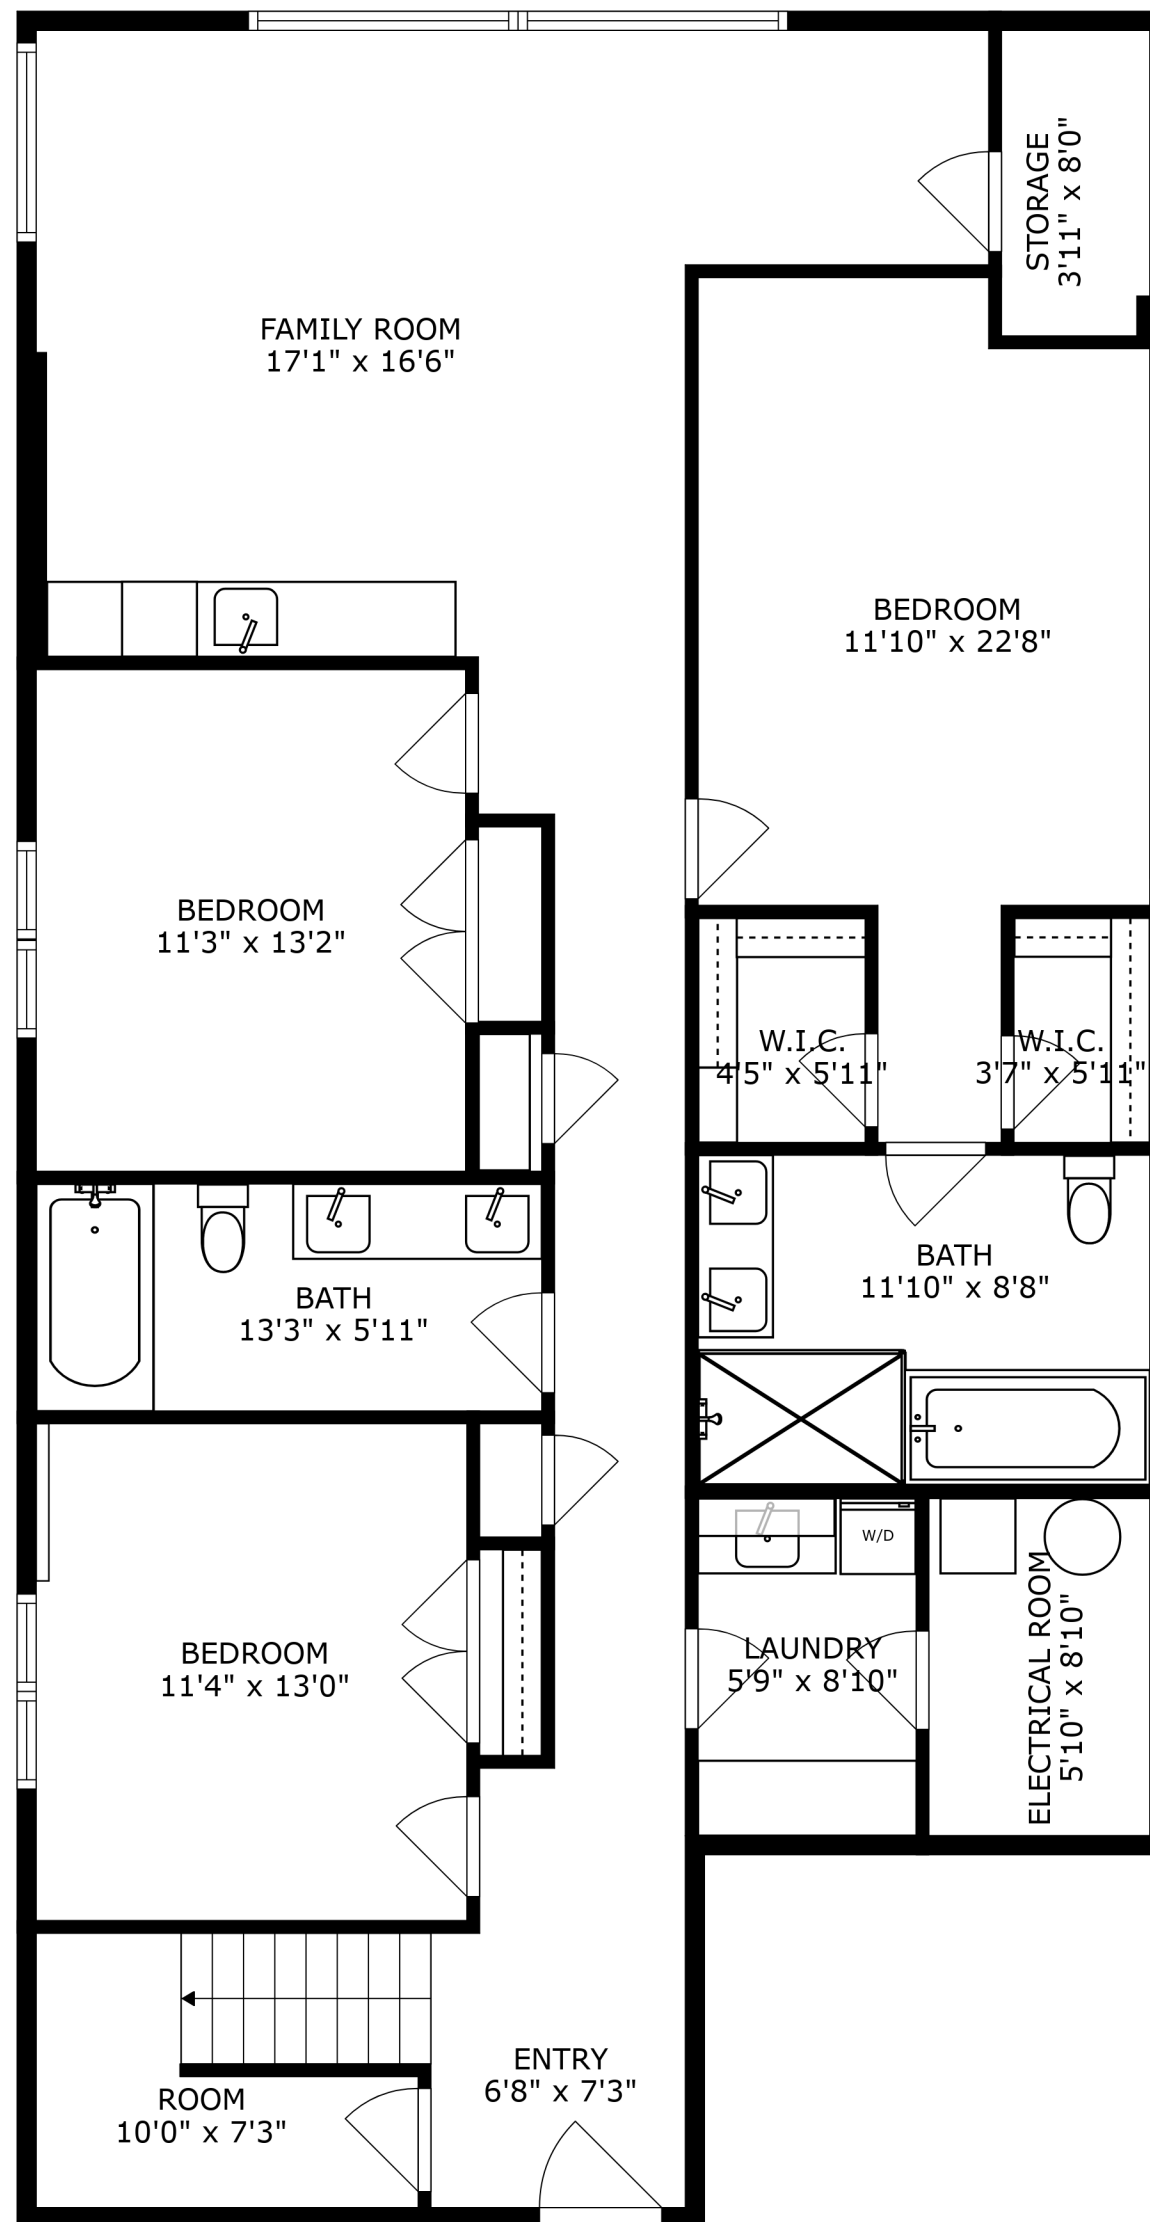 STORAGE
3'11" x 8'0"
FAMILY ROOM
17'1" x 16'6"
BEDROOM
11'10" x 22'8"
BEDROOM
11'3" x 13'2"
W.I.C.
4'5" x 5'11"
W.I.C.
3'7" x 5'11"
BATH
11'10" x 8'8"
BATH
13'3" x 5'11"
W/D
LAUNDRY
5'9" x 8'10"
ELECTRICAL ROOM
5'10" x 8'10"
BEDROOM
11'4" x 13'0"
ENTRY
6'8" x 7'3"
ROOM
10'0" x 7'3"